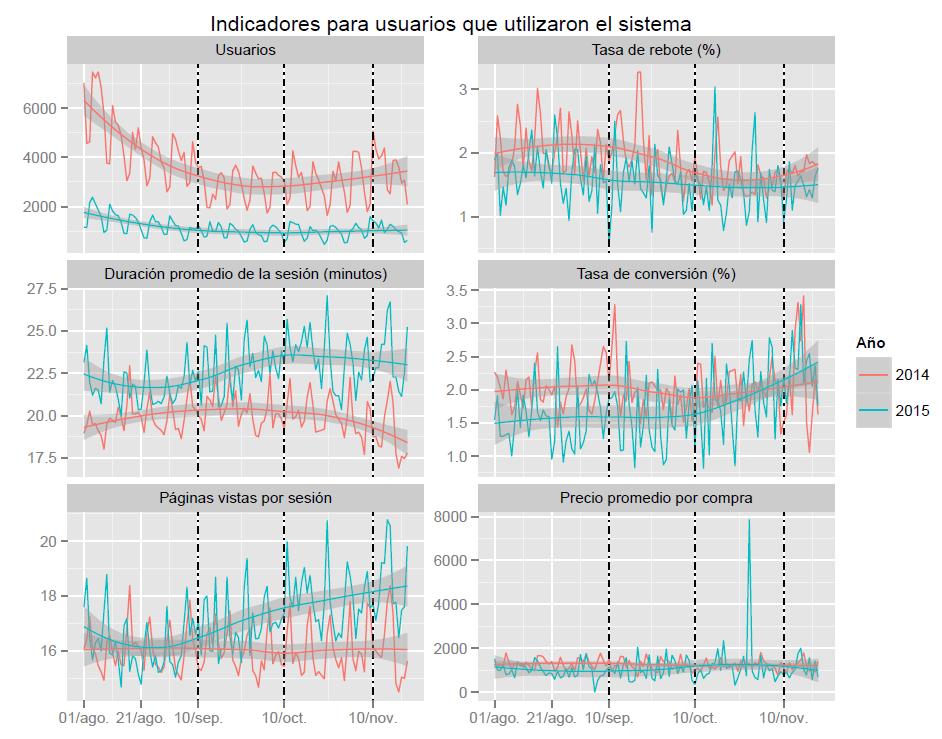 Indicadores para usuarios que utilizaron el sistema
Usuarios
Tasa de rebote (%)
6000
4000
2000
3
2
1
Duración promedio de la sesión (minutos)
Tasa de conversión (%)
27.5
25.0
22.5
20.0
17.5
3.5
3.0
2.5
2.0
1.5
1.0
Año
2014
2015
Páginas vistas por sesión
Precio promedio por compra
20
18
16
8000
6000
4000
2000
0
01/ago. 21/ago. 10/sep. 10/oct. 10/nov.
01/ago. 21/ago. 10/sep. 10/oct. 10/nov.